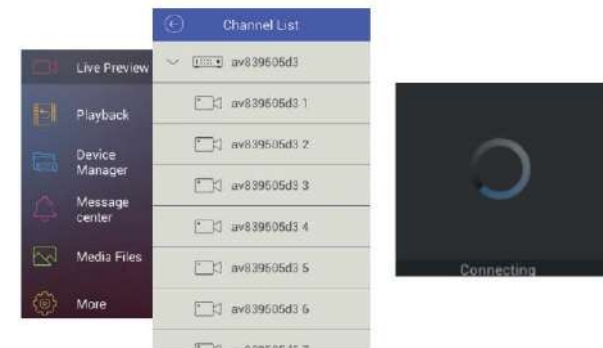 Live Preview
Playback
Device
Manager
Message
center
Media Files
More
Channel List
av839505d3
av839505d3 1
av839505d3 2
av839505d3 3
av839505d3 4
av839505d3 5
av839505d3 6
Connecting